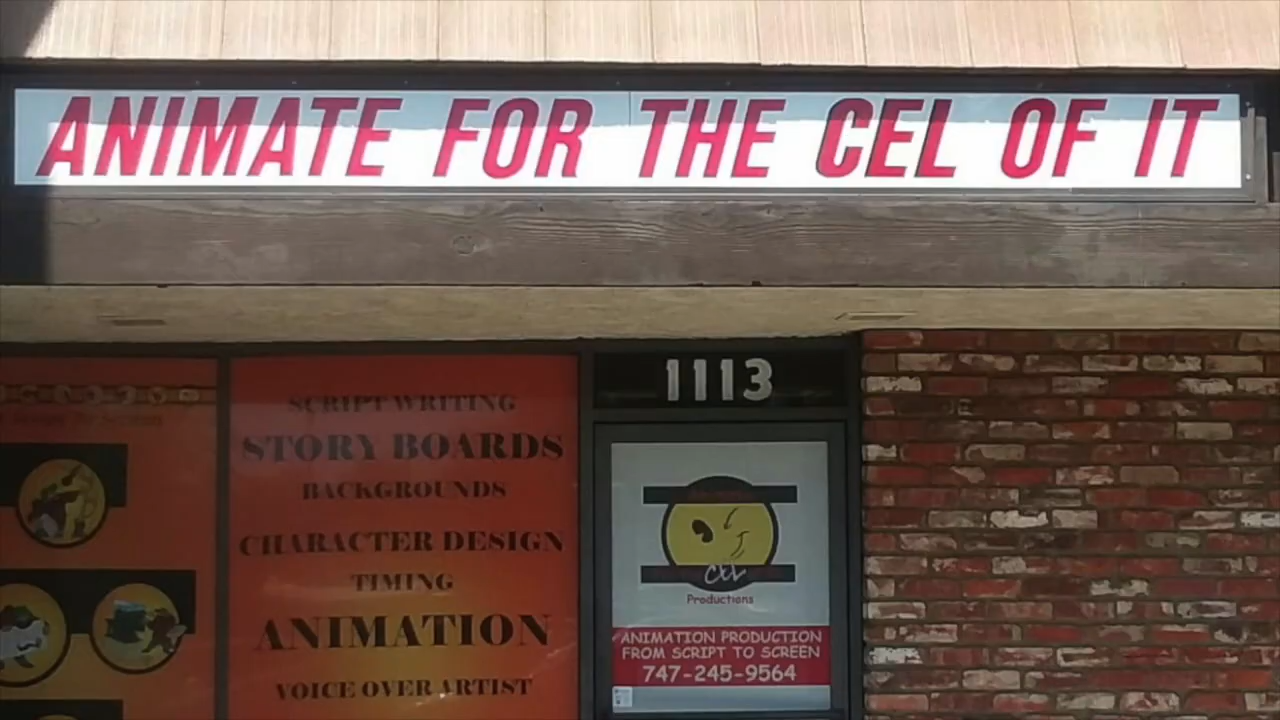 ANIMATE FOR THE CEL OF IT
1113
SCRIPT WRITING
STORY BOARDS
BACKGROUNDS
CHARACTER DESIGN
TIMING
ANIMATION
VOICE OVER ARTIST
Productions
ANIMATION PRODUCTION
FROM SCRIPT TO SCREEN
747-245-9564